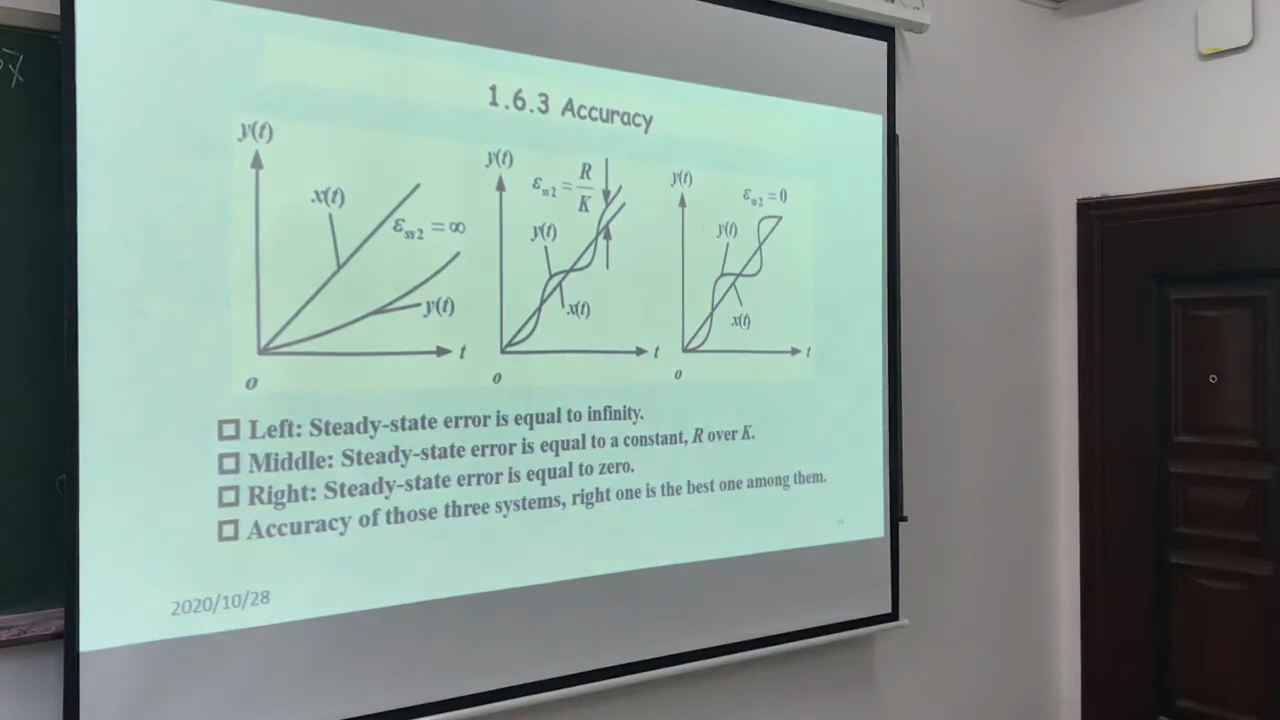 1.6.3 Accuracy
y(t)
x(t)
ε_ss2 = ∞
y(t)
t
o
y(t)
ε_ss2 = R/K
y(t)
x(t)
t
o
y(t)
ε_ss2 = 0
y(t)
x(t)
t
o
Left: Steady-state error is equal to infinity.
Middle: Steady-state error is equal to a constant, R over K.
Right: Steady-state error is equal to zero.
Accuracy of those three systems, right one is the best one among them.
2020/10/28